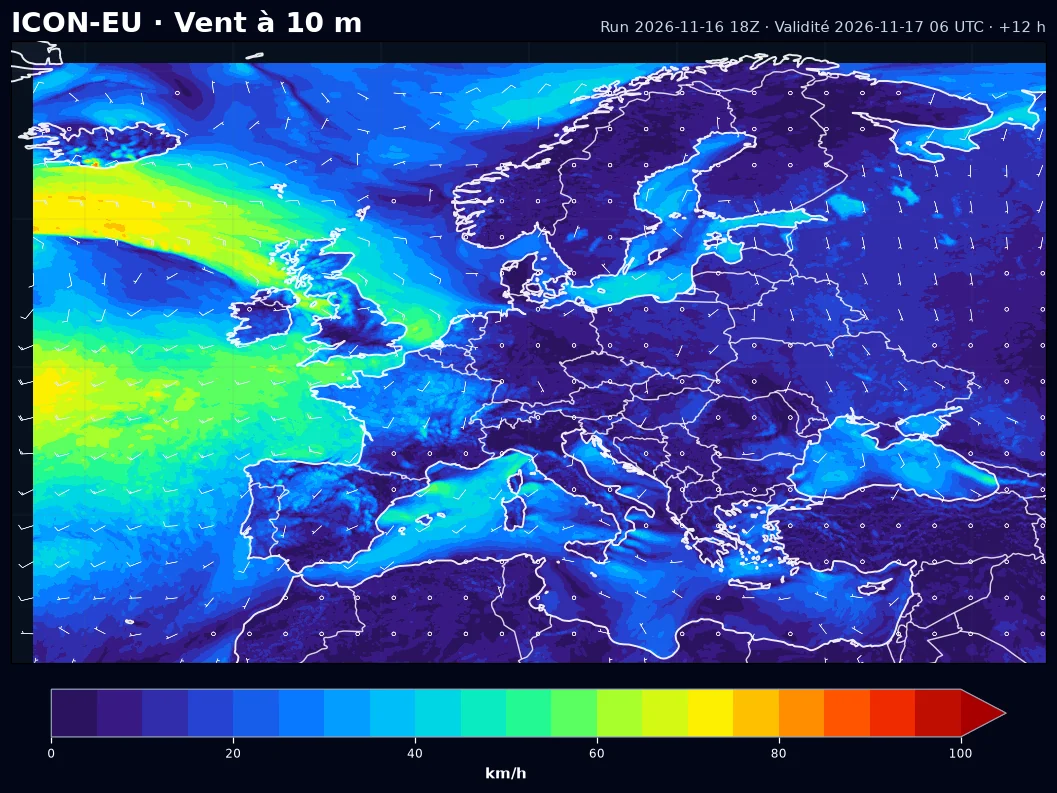 ICON-EU · Vent à 10 m
Run 2026-11-16 18Z · Validité 2026-11-17 06 UTC · +12 h
0 20 40 60 80 100
km/h